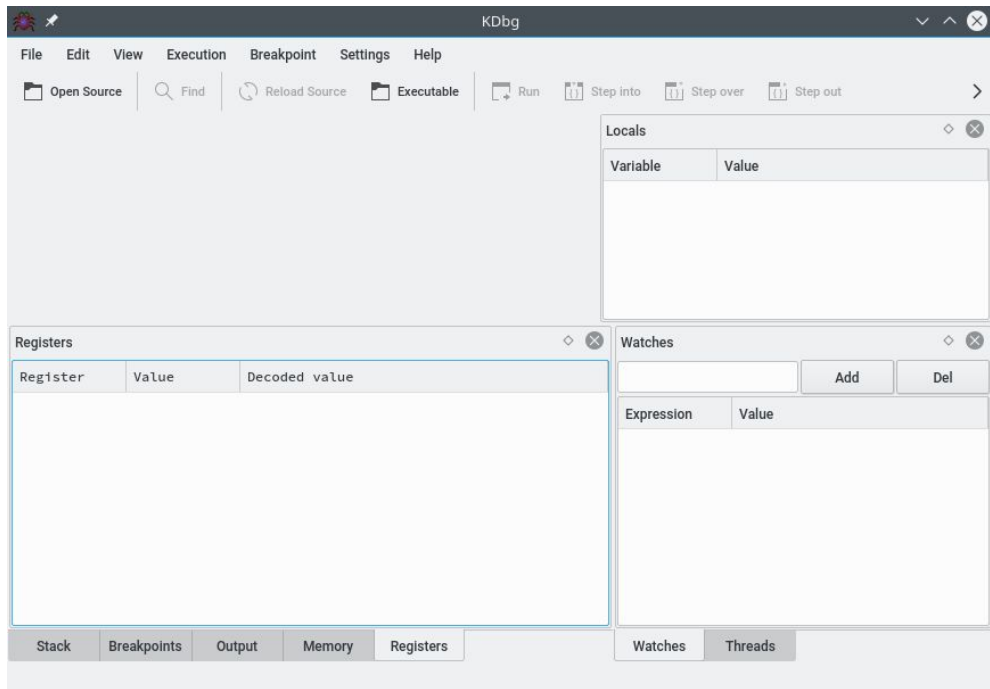 KDbg
File Edit View Execution Breakpoint Settings Help
Open Source Find Reload Source Executable Run Step into Step over Step out
Locals
Variable Value
Registers
Register Value Decoded value
Watches
Add Del
Expression Value
Stack Breakpoints Output Memory Registers
Watches Threads